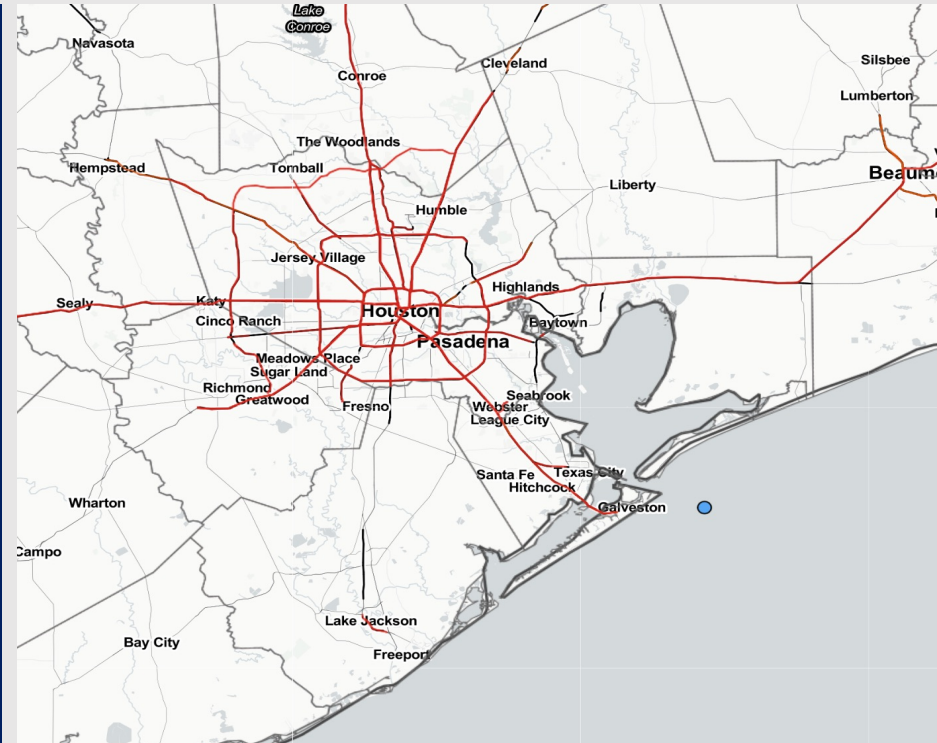 Lake
Conroe
Navasota
Silsbee
Cleveland
Conroe
Lumberton
The Woodlands
Hempstead
Tomball
Beaum
Liberty
Humble
Jersey Village
Highlands
Sealy
Katy
Houston
Cinco Ranch
Baytown
Pasadena
Meadows Place
Sugar Land
Richmond
Greatwood
Seabrook
Fresno
Webster
League City
Santa Fe
Texas City
Hitchcock
Wharton
Galveston
Campo
Lake Jackson
Bay City
Freeport